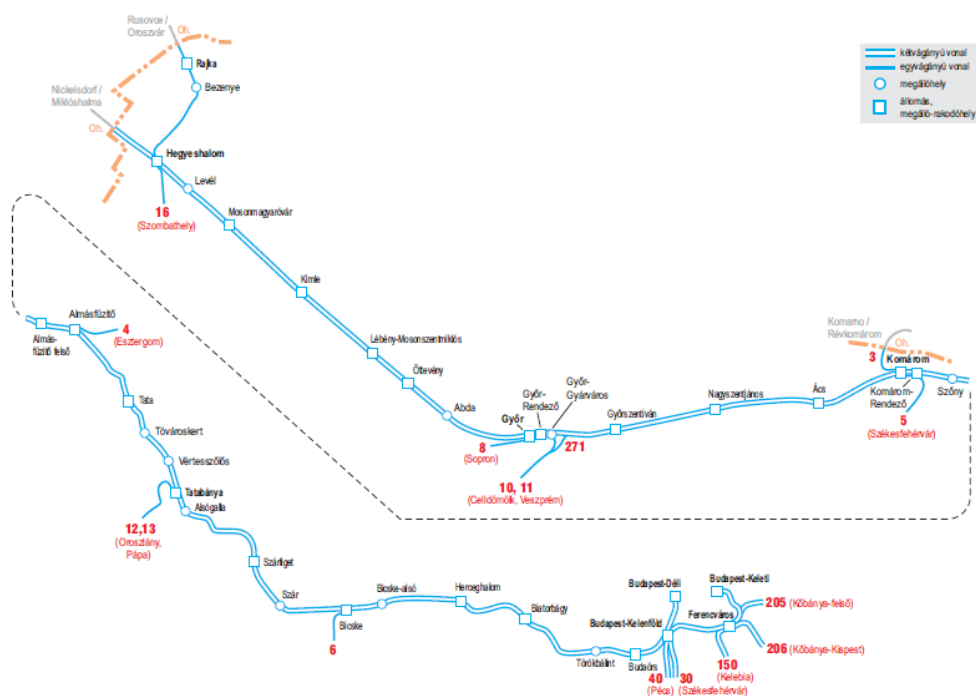 Rusovce /
Oroszvár
Oh.
Rajka
Bezenye
Nickelsdorf /
Miklóshalma
Oh.
Hegyeshalom
Levél
16
(Szombathely)
Mosonmagyaróvár
kétvágányú vonal
egyvágányú vonal
megállóhely
állomás,
megálló-rakodóhely
Kimle
Lébény-Mosonszentmiklós
Öttevény
Abda
Győr
Győr-
Rendező
Győr-
Gyárváros
8
(Sopron)
271
10, 11
(Celldömölk, Veszprém)
Győrszentiván
Nagyszentjános
Ács
Komarno /
Révkomárom
Oh.
3
Komárom
Komárom-
Rendező
Szőny
5
(Székesfehérvár)
Almásfüzitő
Almás-
füzitő felső
4
(Esztergom)
Tata
Tóvároskert
Vértesszőlős
Tatabánya
Alsógalla
12,13
(Oroszlány,
Pápa)
Szárliget
Szár
Bicske
6
Bicske-alsó
Herceghalom
Biatorbágy
Törökbálint
Budaörs
Budapest-Kelenföld
Budapest-Déli
Budapest-Keleti
Ferencváros
205 (Kőbánya-felső)
206 (Kőbánya-Kispest)
150
(Kelebia)
40
(Pécs)
30
(Székesfehérvár)